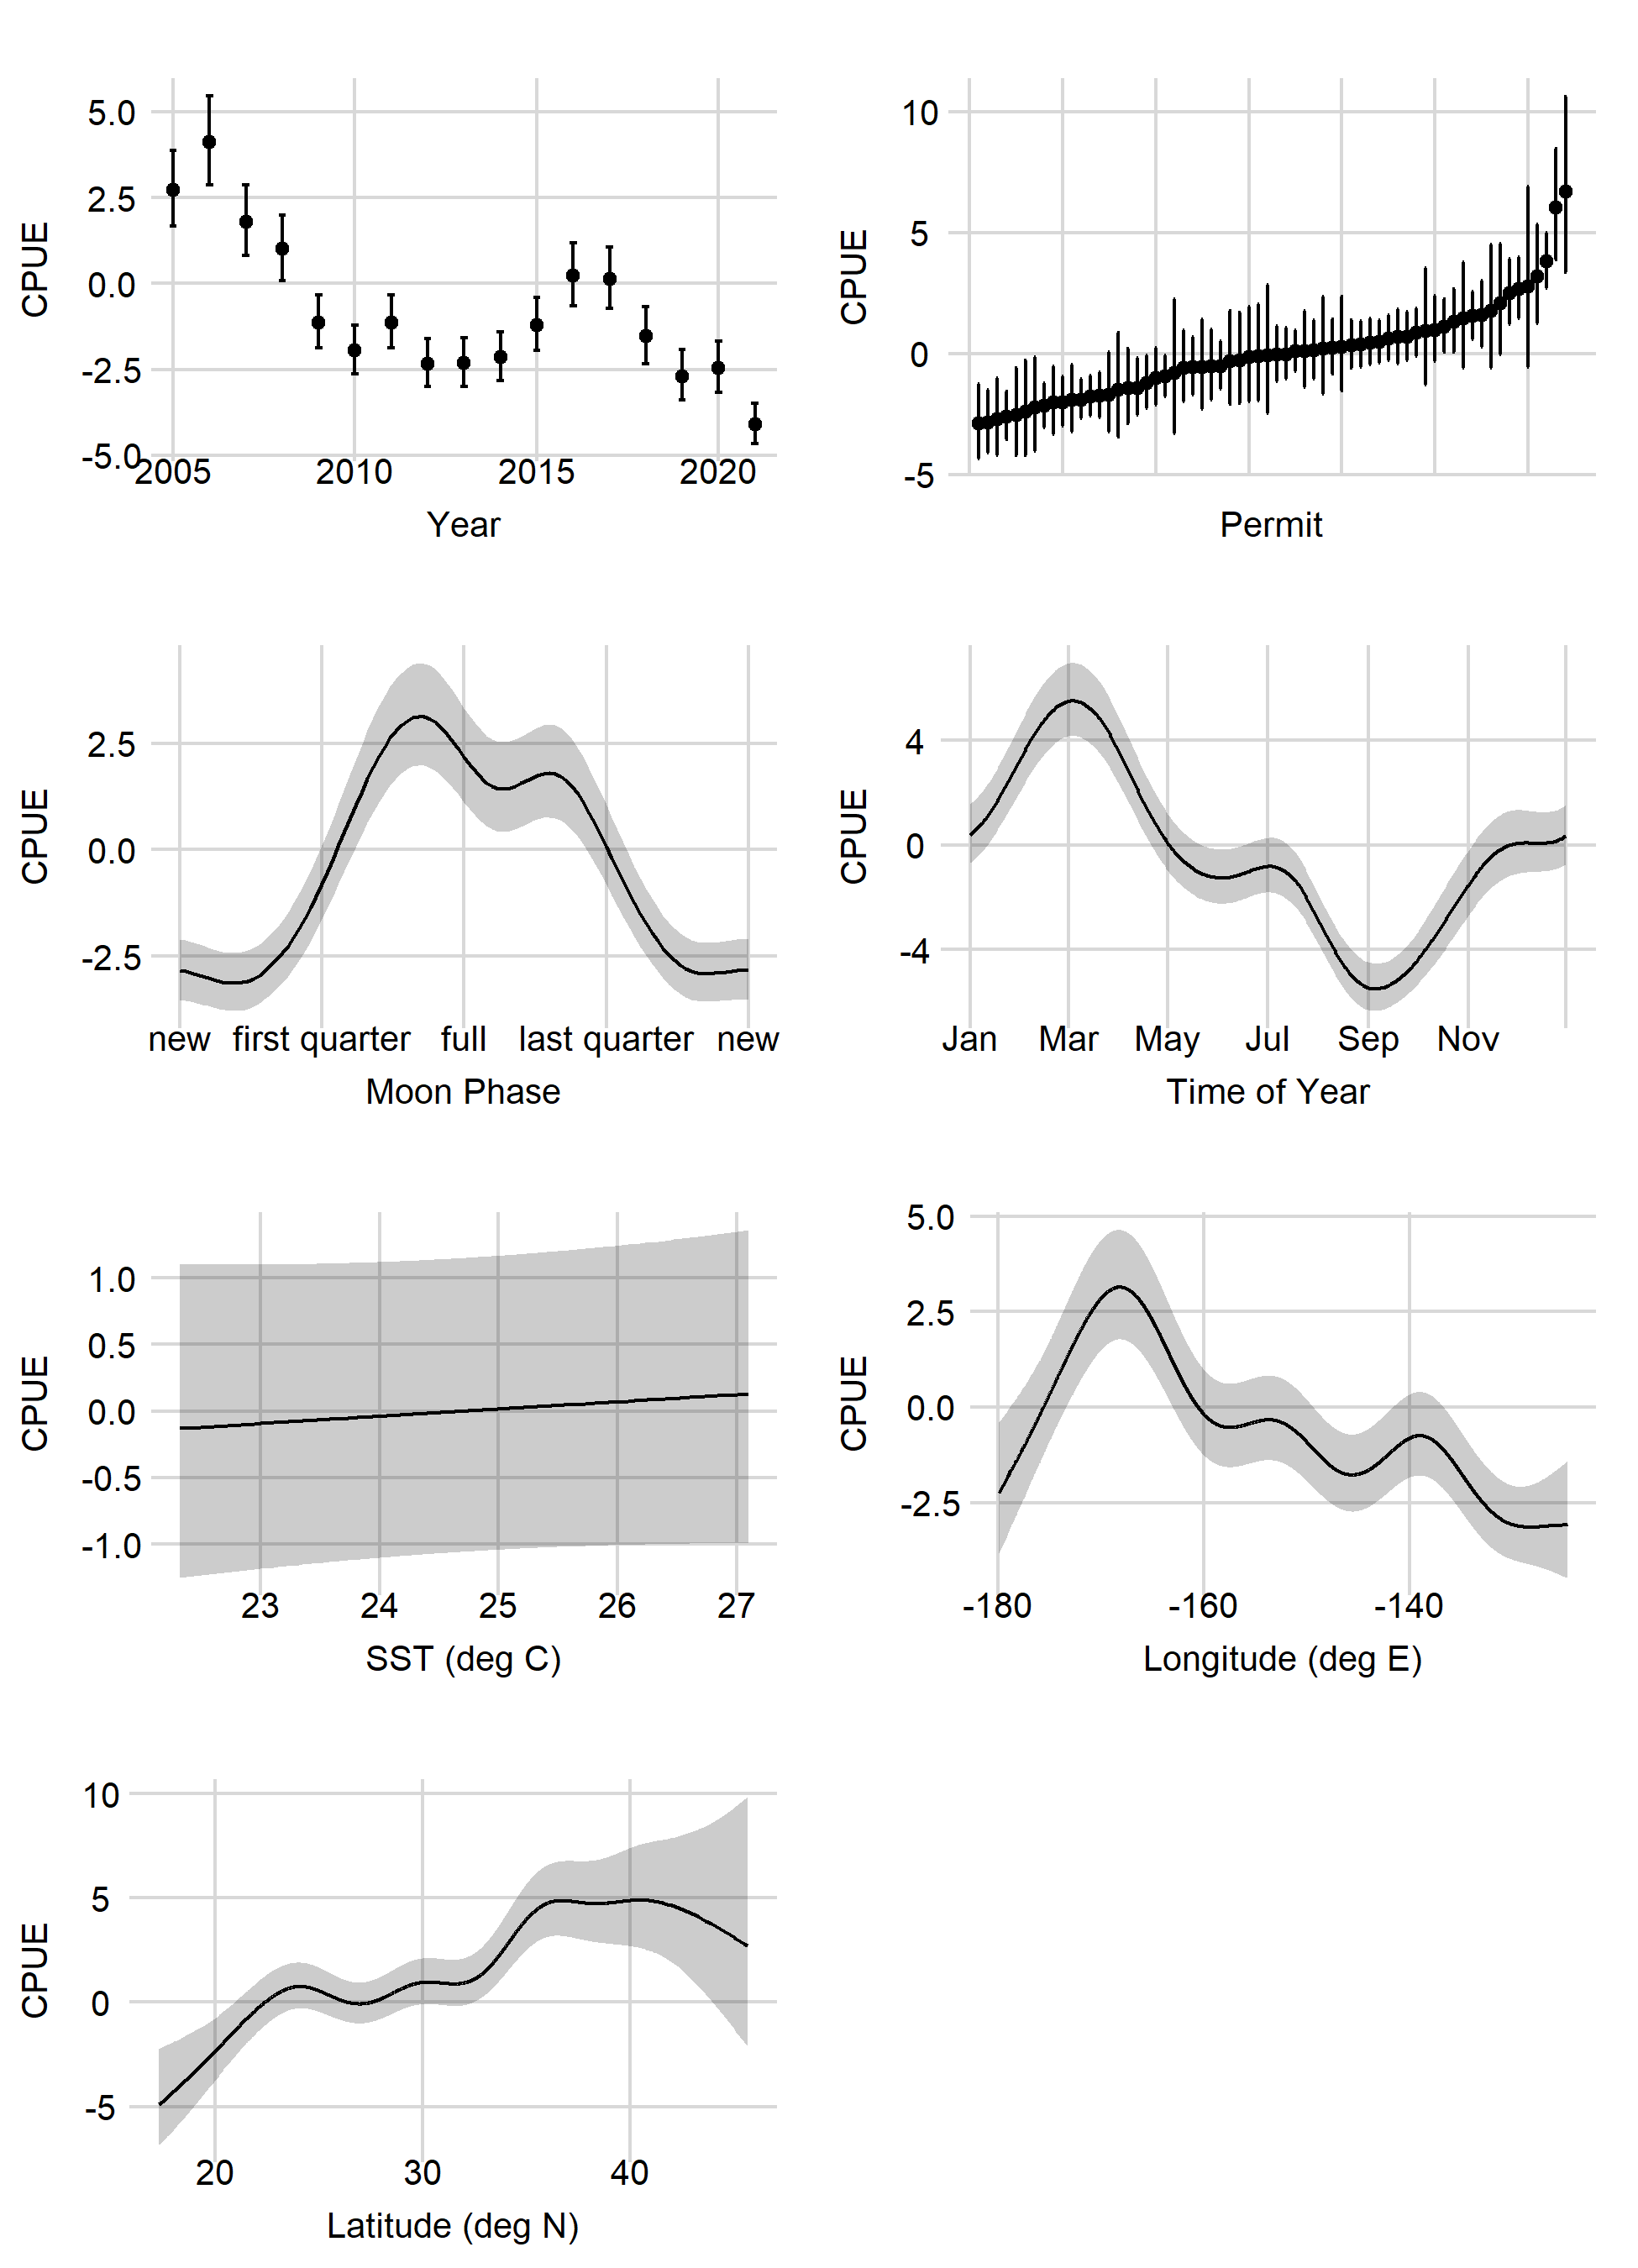 5.0
2.5
0.0
-2.5
-5.0
CPUE
2005 2010 2015 2020
Year
10
5
0
-5
CPUE
Permit
2.5
0.0
-2.5
CPUE
new first quarter full last quarter new
Moon Phase
4
0
-4
CPUE
Jan Mar May Jul Sep Nov
Time of Year
1.0
0.5
0.0
-0.5
-1.0
CPUE
23 24 25 26 27
SST (deg C)
5.0
2.5
0.0
-2.5
CPUE
-180 -160 -140
Longitude (deg E)
10
5
0
-5
CPUE
20 30 40
Latitude (deg N)